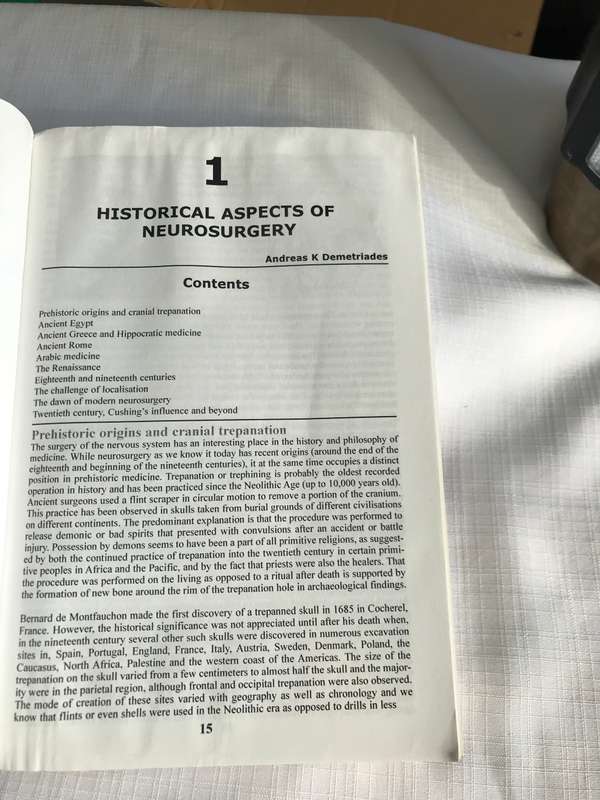 1
HISTORICAL ASPECTS OF
NEUROSURGERY
Andreas K Demetriades
Contents
Prehistoric origins and cranial trepanation
Ancient Egypt
Ancient Greece and Hippocratic medicine
Ancient Rome
Arabic medicine
The Renaissance
Eighteenth and nineteenth centuries
The challenge of localisation
The dawn of modern neurosurgery
Twentieth century, Cushing's influence and beyond
Prehistoric origins and cranial trepanation
The surgery of the nervous system has an interesting place in the history and philosophy of
medicine. While neurosurgery as we know it today has recent origins (around the end of the
eighteenth and beginning of the nineteenth centuries), it at the same time occupies a distinct
position in prehistoric medicine. Trepanation or trephining is probably the oldest recorded
operation in history and has been practiced since the Neolithic Age (up to 10,000 years old).
Ancient surgeons used a flint scraper in circular motion to remove a portion of the cranium.
This practice has been observed in skulls taken from burial grounds of different civilisations
on different continents. The predominant explanation is that the procedure was performed to
release demonic or bad spirits that presented with convulsions after an accident or battle
injury. Possession by demons seems to have been a part of all primitive religions, as suggest-
ed by both the continued practice of trepanation into the twentieth century in certain primi-
tive peoples in Africa and the Pacific, and by the fact that priests were also the healers. That
the procedure was performed on the living as opposed to a ritual after death is supported by
the formation of new bone around the rim of the trepanation hole in archaeological findings.
Bernard de Montfauchon made the first discovery of a trepanned skull in 1685 in Cocherel,
France. However, the historical significance was not appreciated until after his death when,
in the nineteenth century several other such skulls were discovered in numerous excavation
sites in, Spain, Portugal, England, France, Italy, Austria, Sweden, Denmark, Poland, the
Caucasus, North Africa, Palestine and the western coast of the Americas. The size of the
trepanation on the skull varied from a few centimeters to almost half the skull and the major-
ity were in the parietal region, although frontal and occipital trepanation were also observed.
The mode of creation of these sites varied with geography as well as chronology and we
know that flints or even shells were used in the Neolithic era as opposed to drills in less
15